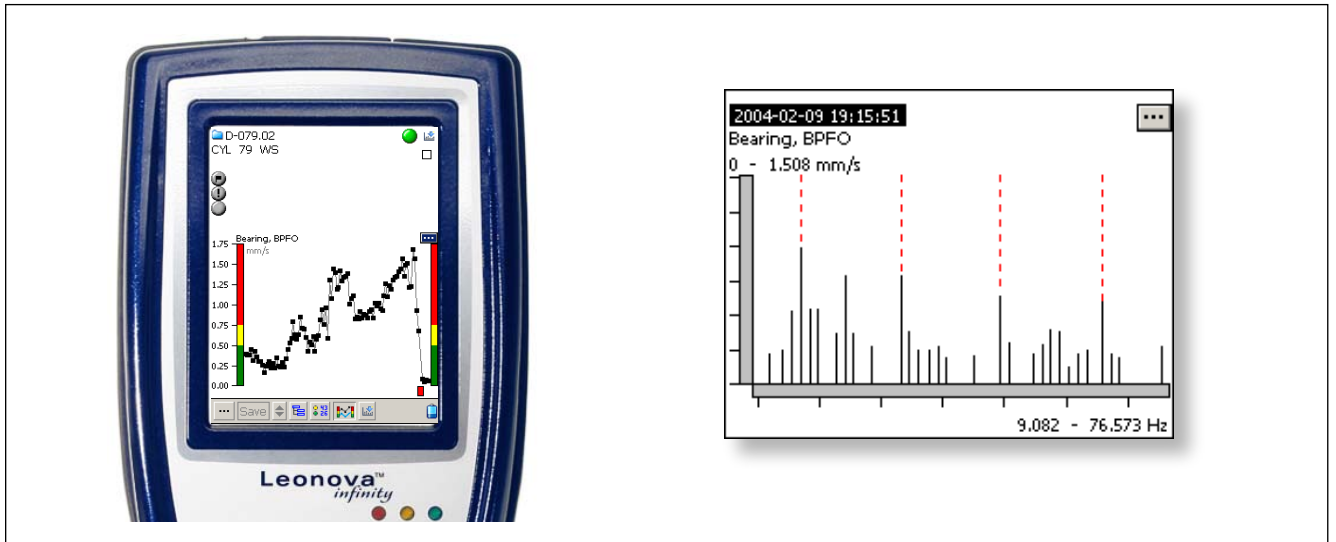 D-079.02
CYL 79 WS
Bearing, BPFO
mm/s
1.75
1.50
1.25
1.00
0.75
0.50
0.25
0.00
Save
Leonova™
infinity
2004-02-09 19:15:51
Bearing, BPFO
0 - 1.508 mm/s
9.082 - 76.573 Hz